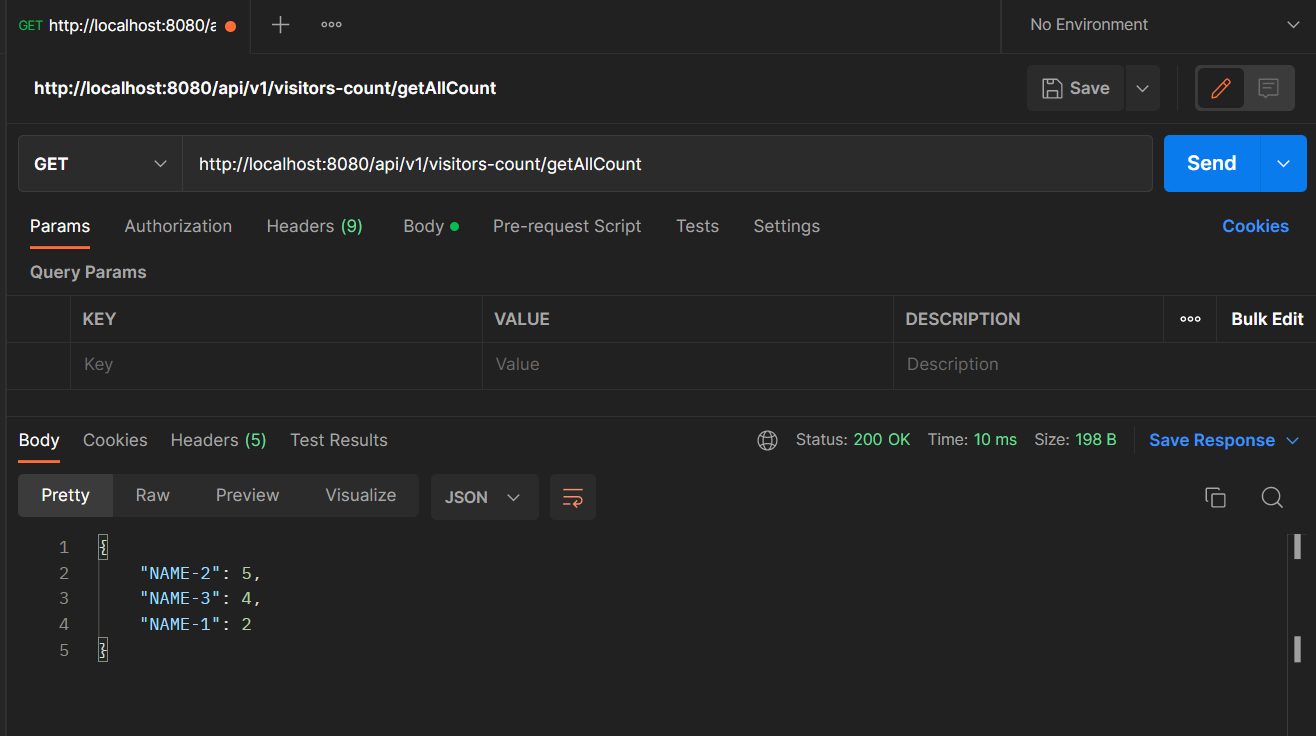 GET http://localhost:8080/a
No Environment
http://localhost:8080/api/v1/visitors-count/getAllCount
Save
GET http://localhost:8080/api/v1/visitors-count/getAllCount Send
Params Authorization Headers (9) Body Pre-request Script Tests Settings Cookies
Query Params
KEY VALUE DESCRIPTION Bulk Edit
Key Value Description
Body Cookies Headers (5) Test Results Status: 200 OK Time: 10 ms Size: 198 B Save Response
Pretty Raw Preview Visualize JSON
1 {
2 "NAME-2": 5,
3 "NAME-3": 4,
4 "NAME-1": 2
5 }